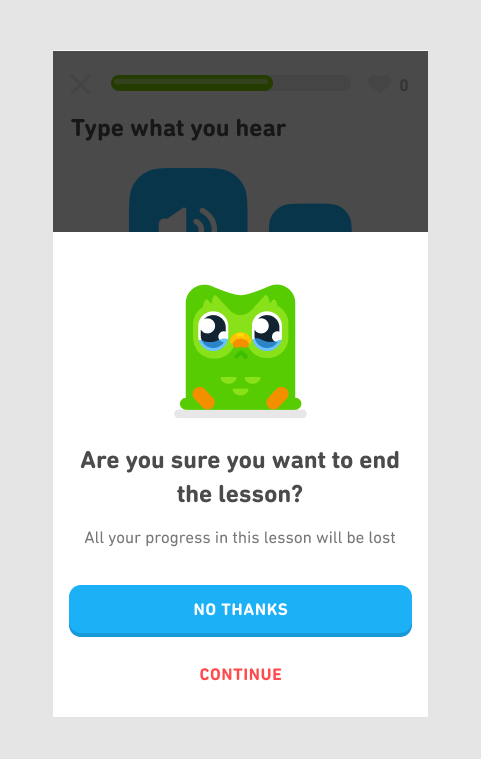 0
Type what you hear
Are you sure you want to end
the lesson?
All your progress in this lesson will be lost
NO THANKS
CONTINUE